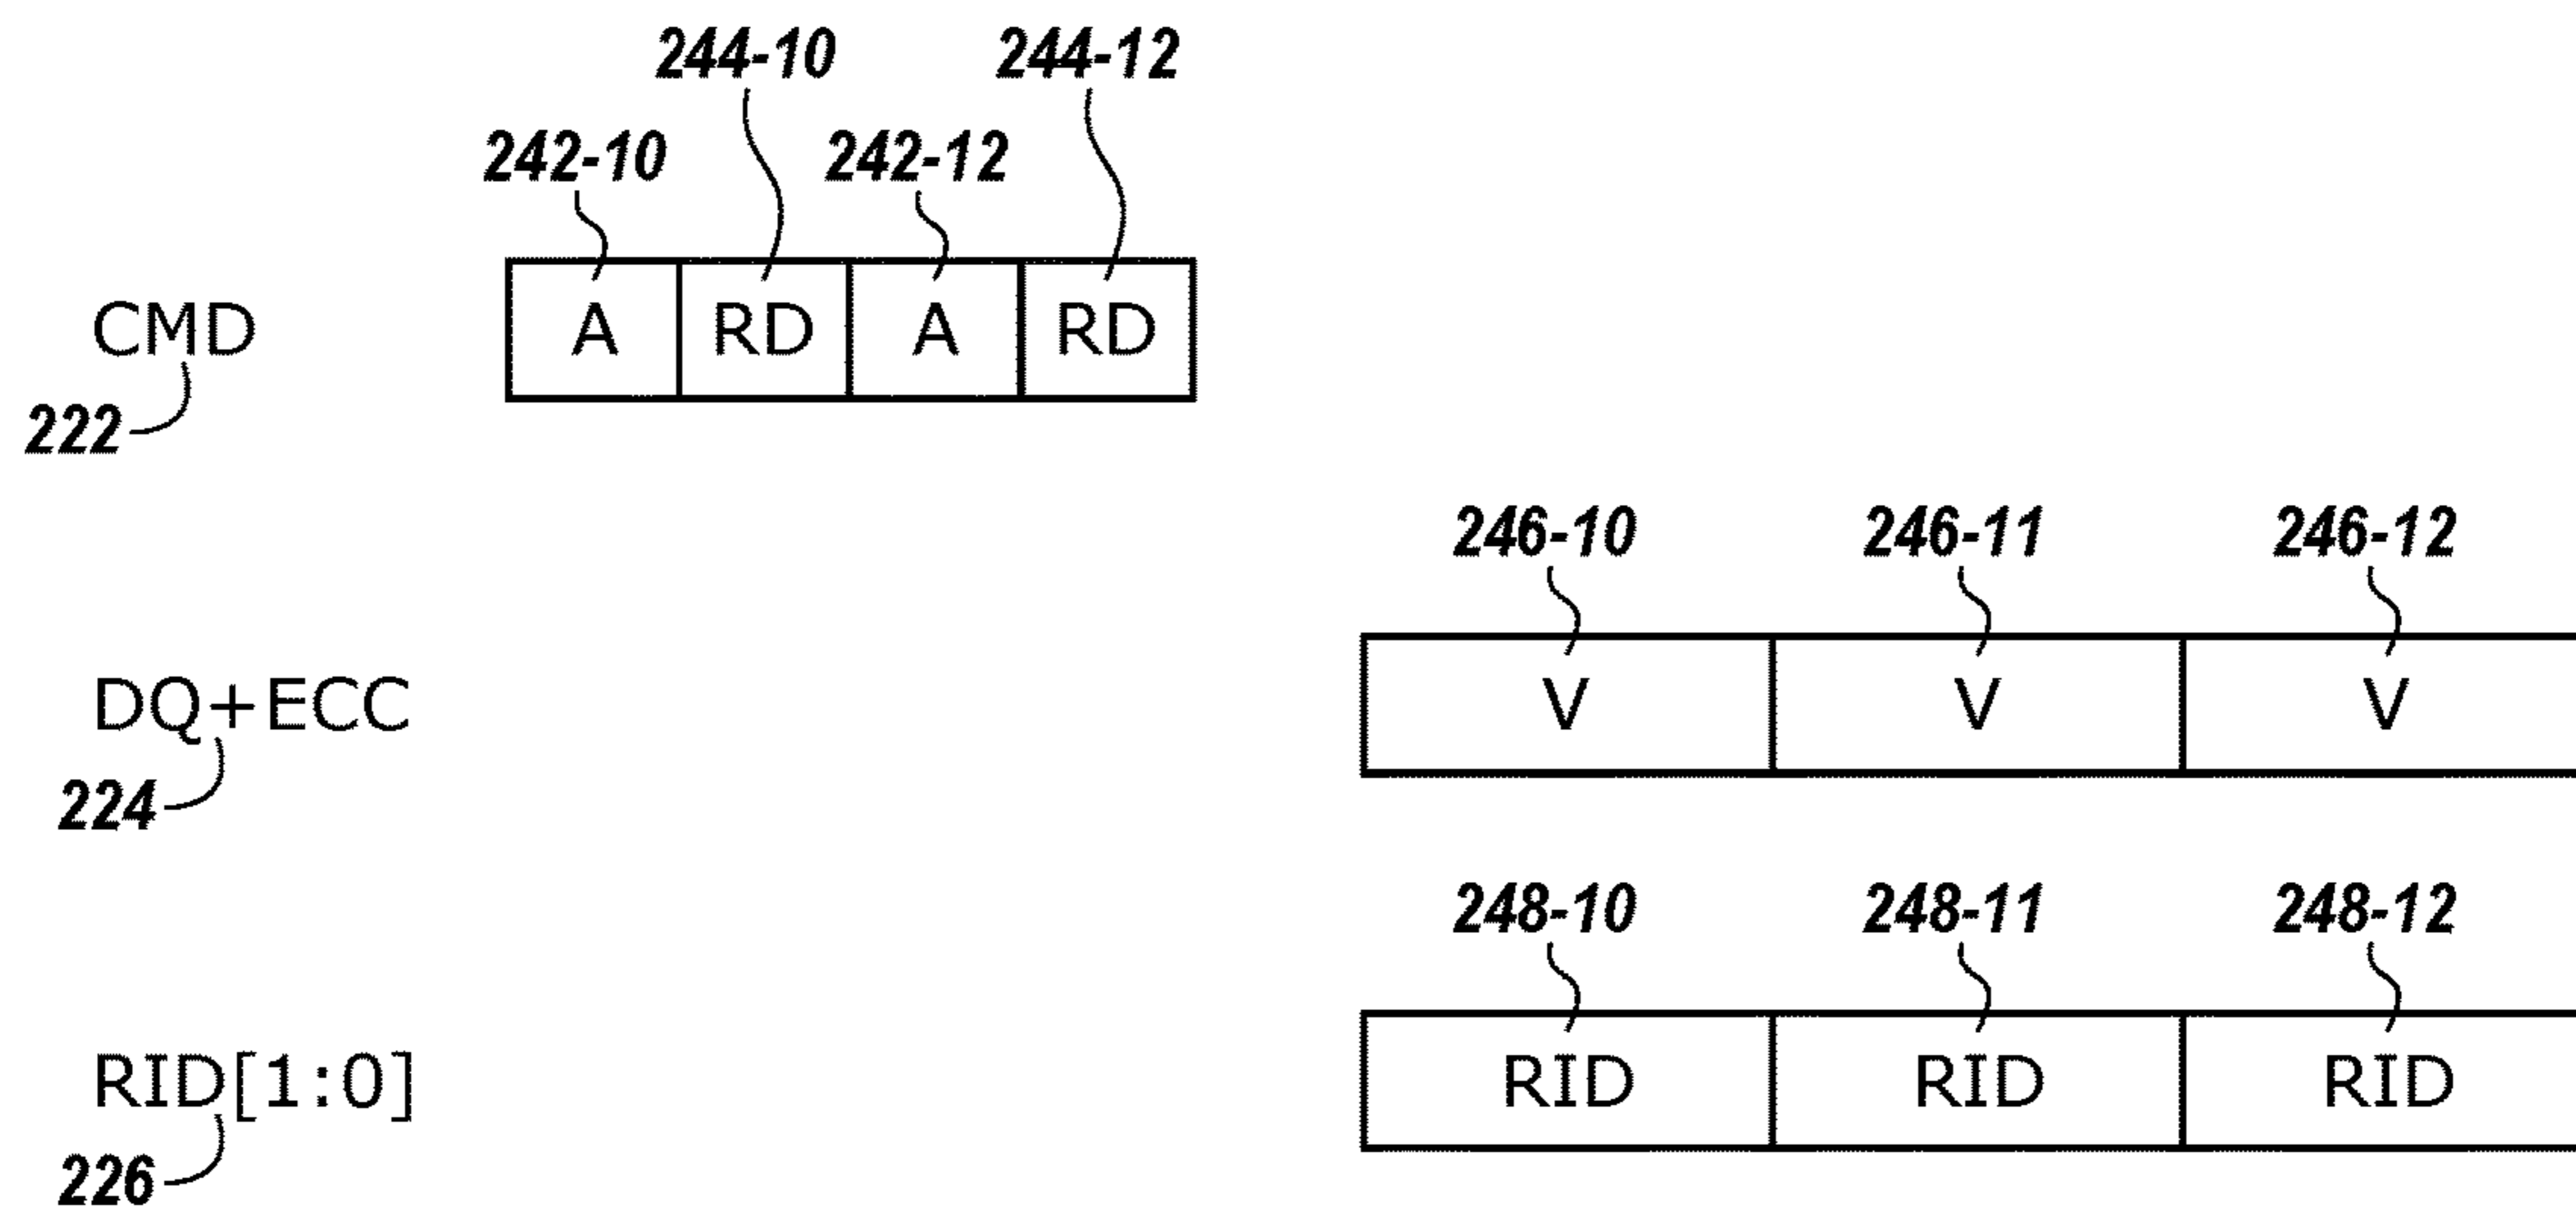 244-10 244-12
242-10 242-12
CMD A RD A RD
222
246-10 246-11 246-12
DQ+ECC V V V
224
248-10 248-11 248-12
RID[1:0] RID RID RID
226